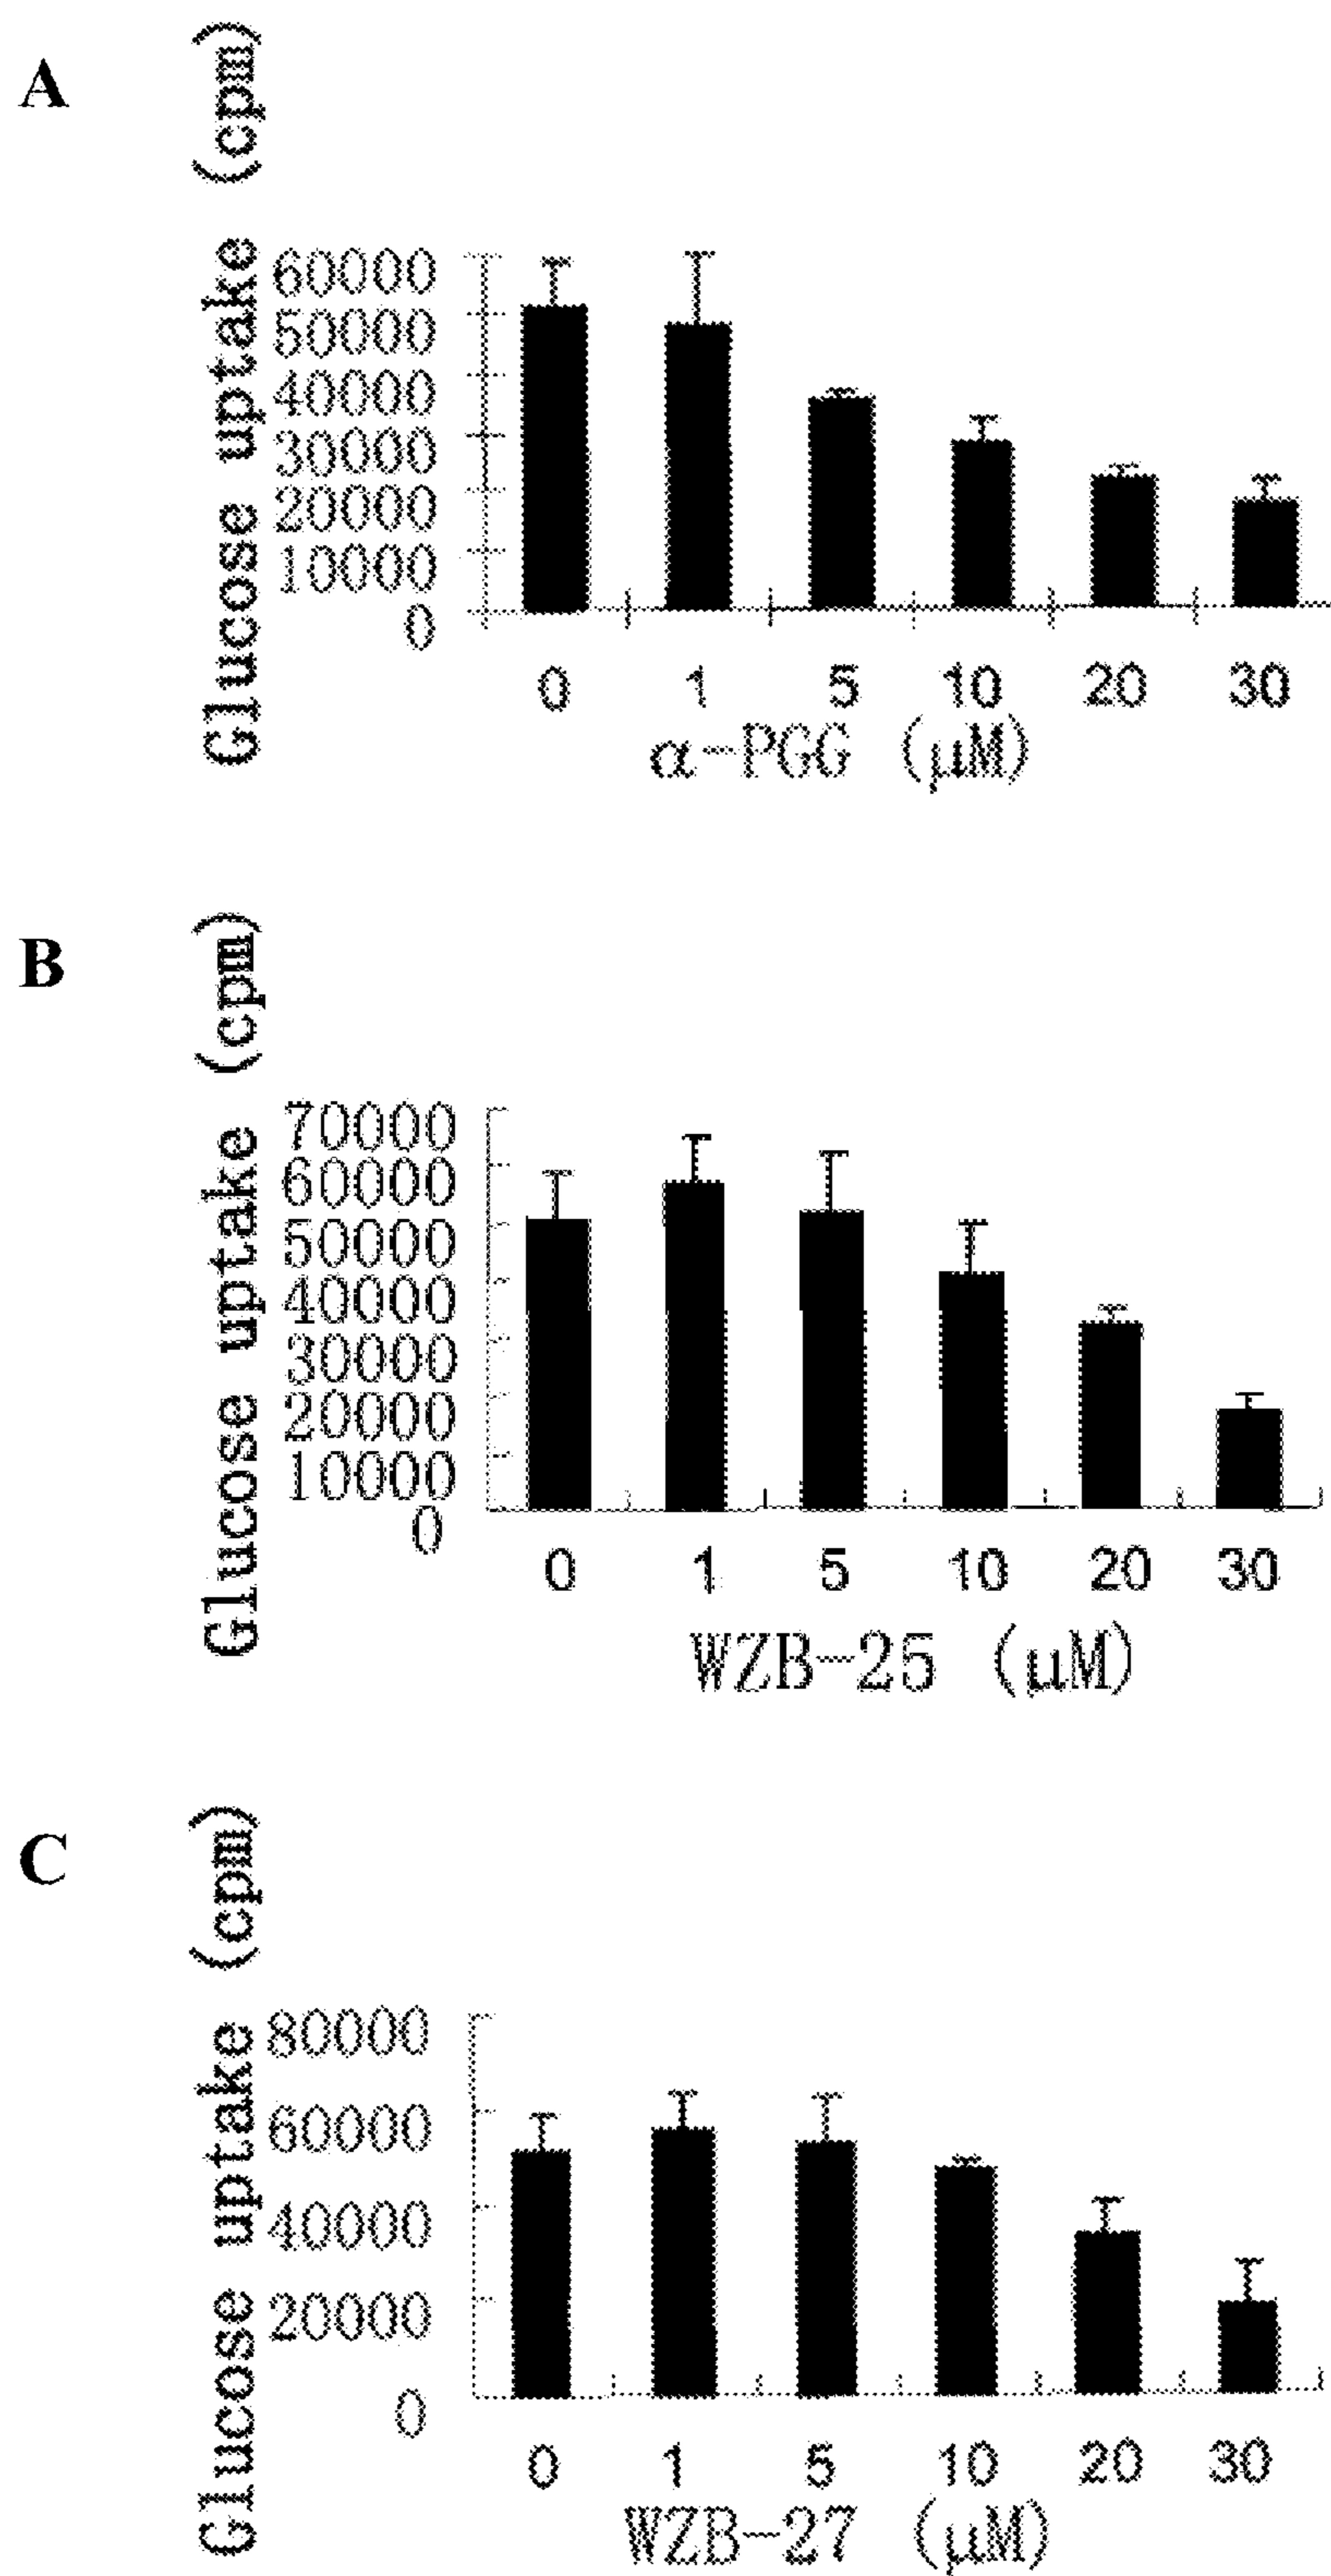 A
Glucose uptake (cpm)
60000
50000
40000
30000
20000
10000
0
0 1 5 10 20 30
α-PGG (μM)
B
Glucose uptake (cpm)
70000
60000
50000
40000
30000
20000
10000
0
0 1 5 10 20 30
WZB-25 (μM)
C
Glucose uptake (cpm)
80000
60000
40000
20000
0
0 1 5 10 20 30
WZB-27 (μM)